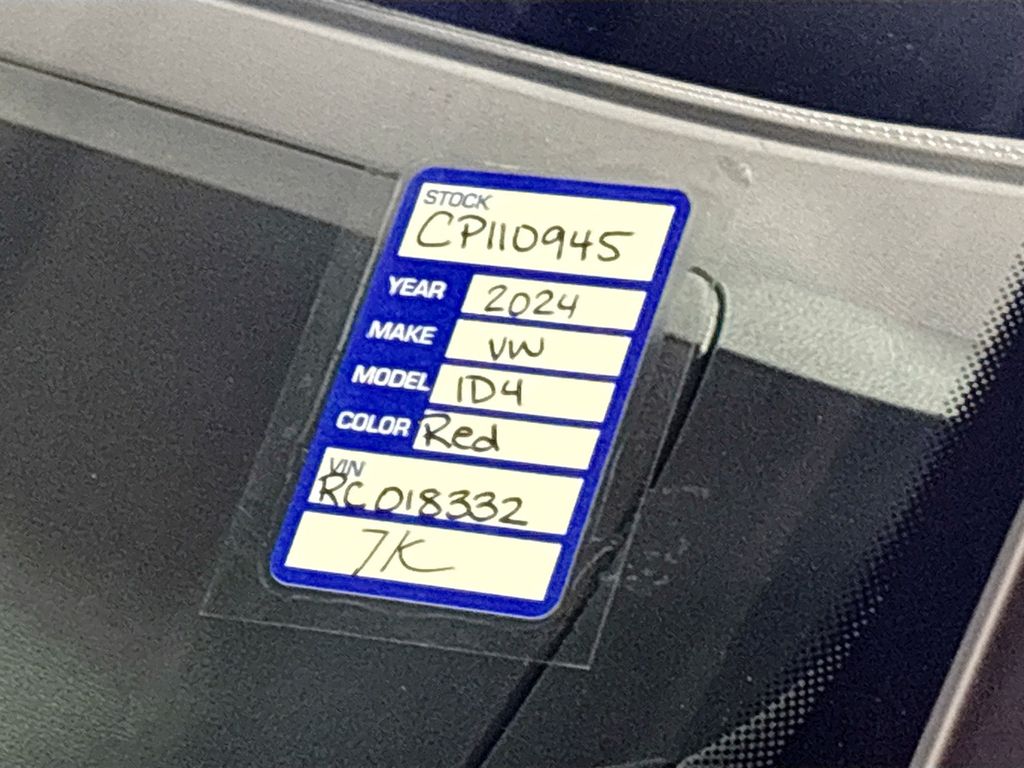 STOCK
CP110945
YEAR 2024
MAKE VW
MODEL ID4
COLOR Red
VIN
RC018332
7K